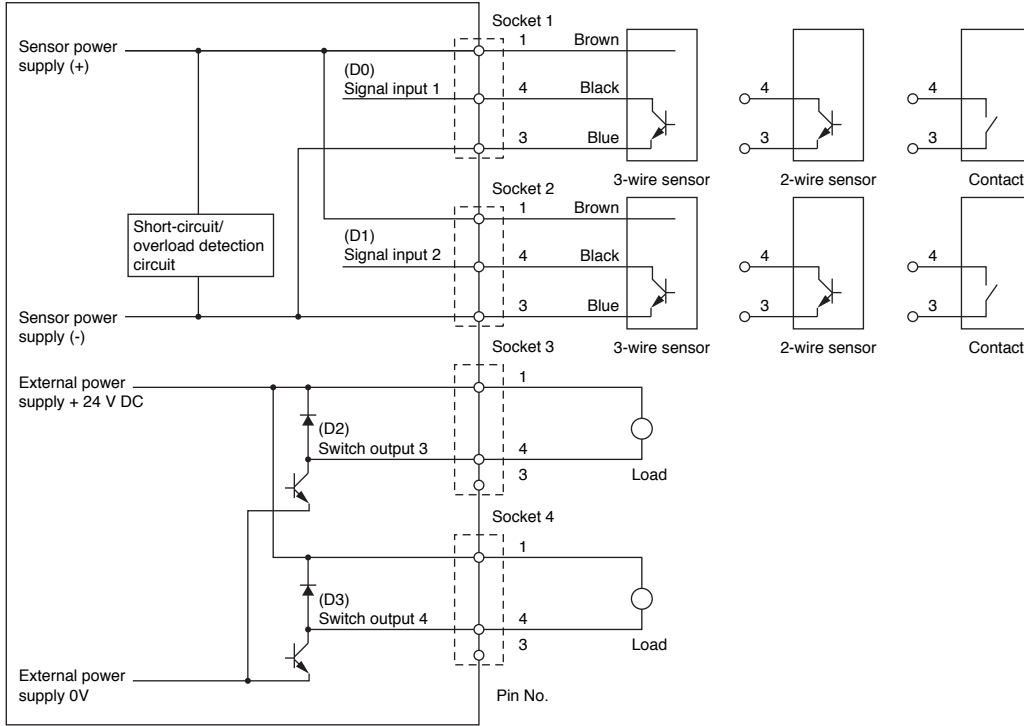 Socket 1
Sensor power
supply (+)
1
Brown
(D0)
Signal input 1
4
Black
4
4
3
Blue
3
3
3-wire sensor
2-wire sensor
Contact
Socket 2
1
Brown
Short-circuit/
overload detection
circuit
(D1)
Signal input 2
4
Black
4
4
Sensor power
supply (-)
3
Blue
3
3
3-wire sensor
2-wire sensor
Contact
Socket 3
External power
supply + 24 V DC
1
(D2)
Switch output 3
4
3
Load
Socket 4
1
(D3)
Switch output 4
4
3
Load
External power
supply 0V
Pin No.